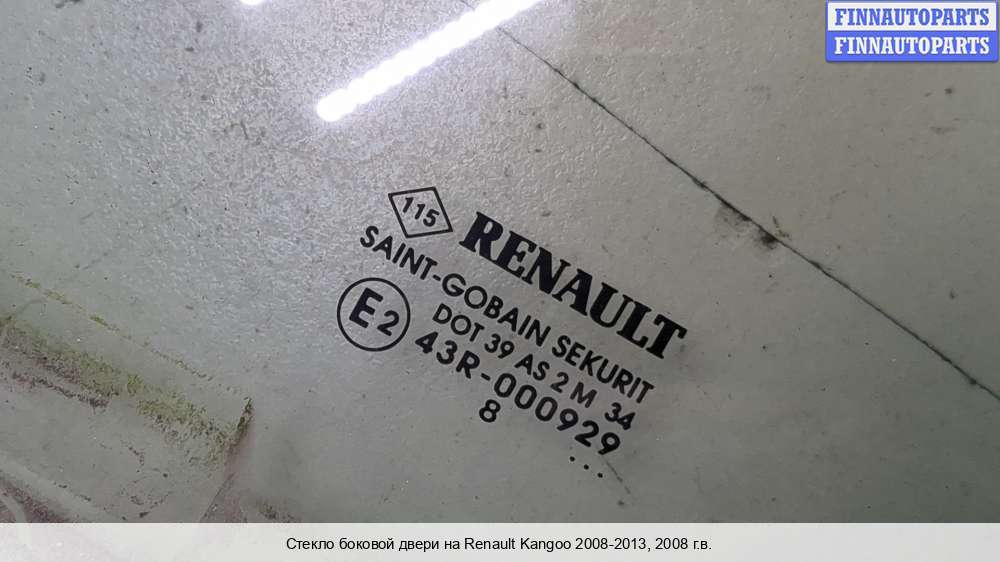 FINNAUTOPARTS
FINNAUTOPARTS
115
RENAULT
SAINT-GOBAIN SEKURIT
E2
DOT 39 AS 2 M 34
43R-000929
8 ...
Стекло боковой двери на Renault Kangoo 2008-2013, 2008 г.в.